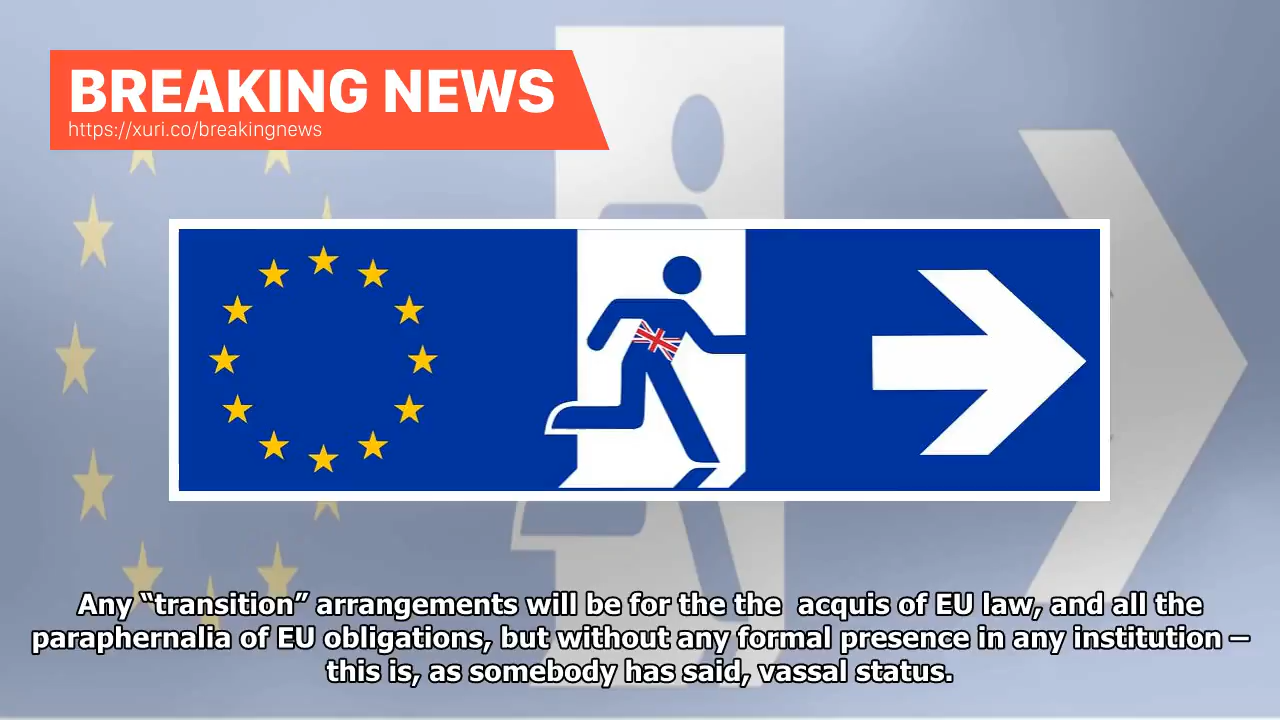 BREAKING NEWS
https://xuri.co/breakingnews
Any “transition” arrangements will be for the the  acquis of EU law, and all the
paraphernalia of EU obligations, but without any formal presence in any institution –
this is, as somebody has said, vassal status.